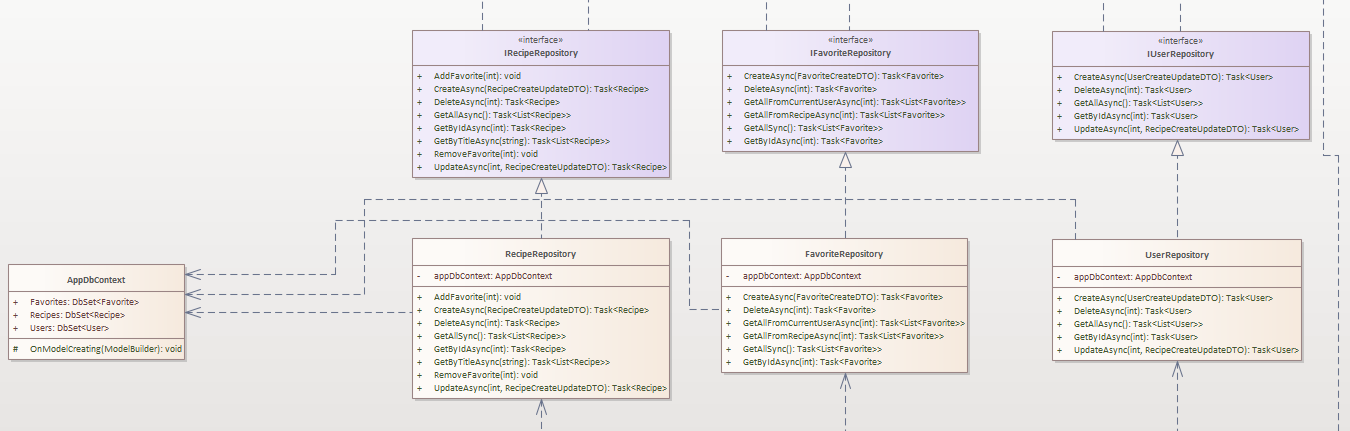 «interface»
IRecipeRepository
+ AddFavorite(int): void
+ CreateAsync(RecipeCreateUpdateDTO): Task<Recipe>
+ DeleteAsync(int): Task<Recipe>
+ GetAllAsync(): Task<List<Recipe>>
+ GetByIdAsync(int): Task<Recipe>
+ GetByTitleAsync(string): Task<List<Recipe>>
+ RemoveFavorite(int): void
+ UpdateAsync(int, RecipeCreateUpdateDTO): Task<Recipe>
«interface»
IFavoriteRepository
+ CreateAsync(FavoriteCreateDTO): Task<Favorite>
+ DeleteAsync(int): Task<Favorite>
+ GetAllFromCurrentUserAsync(int): Task<List<Favorite>>
+ GetAllFromRecipeAsync(int): Task<List<Favorite>>
+ GetAllSync(): Task<List<Favorite>>
+ GetByIdAsync(int): Task<Favorite>
«interface»
IUserRepository
+ CreateAsync(UserCreateUpdateDTO): Task<User>
+ DeleteAsync(int): Task<User>
+ GetAllASync(): Task<List<User>>
+ GetByIdAsync(int): Task<User>
+ UpdateAsync(int, RecipeCreateUpdateDTO): Task<User>
AppDbContext
+ Favorites: DbSet<Favorite>
+ Recipes: DbSet<Recipe>
+ Users: DbSet<User>
# OnModelCreating(ModelBuilder): void
RecipeRepository
- appDbContext: AppDbContext
+ AddFavorite(int): void
+ CreateAsync(RecipeCreateUpdateDTO): Task<Recipe>
+ DeleteAsync(int): Task<Recipe>
+ GetAllSync(): Task<List<Recipe>>
+ GetByIdAsync(int): Task<Recipe>
+ GetByTitleAsync(string): Task<List<Recipe>>
+ RemoveFavorite(int): void
+ UpdateAsync(int, RecipeCreateUpdateDTO): Task<Recipe>
FavoriteRepository
- appDbContext: AppDbContext
+ CreateAsync(FavoriteCreateDTO): Task<Favorite>
+ DeleteAsync(int): Task<Favorite>
+ GetAllFromCurrentUserAsync(int): Task<List<Favorite>>
+ GetAllFromRecipeAsync(int): Task<List<Favorite>>
+ GetAllSync(): Task<List<Favorite>>
+ GetByIdAsync(int): Task<Favorite>
UserRepository
- appDbContext: AppDbContext
+ CreateAsync(UserCreateUpdateDTO): Task<User>
+ DeleteAsync(int): Task<User>
+ GetAllASync(): Task<List<User>>
+ GetByIdAsync(int): Task<User>
+ UpdateAsync(int, RecipeCreateUpdateDTO): Task<User>